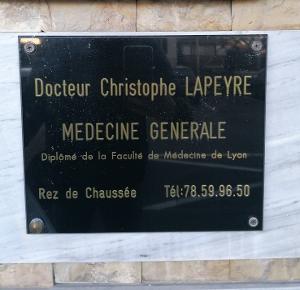 Docteur Christophe LAPEYRE
MEDECINE GENERALE
Diplômé de la Faculté de Médecine de Lyon
Rez de Chaussée Tél:78.59.96.50